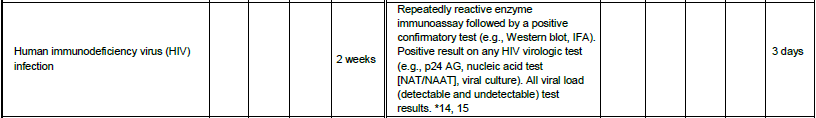 Human immunodeficiency virus (HIV)
infection
2 weeks
Repeatedly reactive enzyme
immunoassay followed by a positive
confirmatory test (e.g., Western blot, IFA).
Positive result on any HIV virologic test
(e.g., p24 AG, nucleic acid test
[NAT/NAAT], viral culture). All viral load
(detectable and undetectable) test
results. *14, 15
3 days